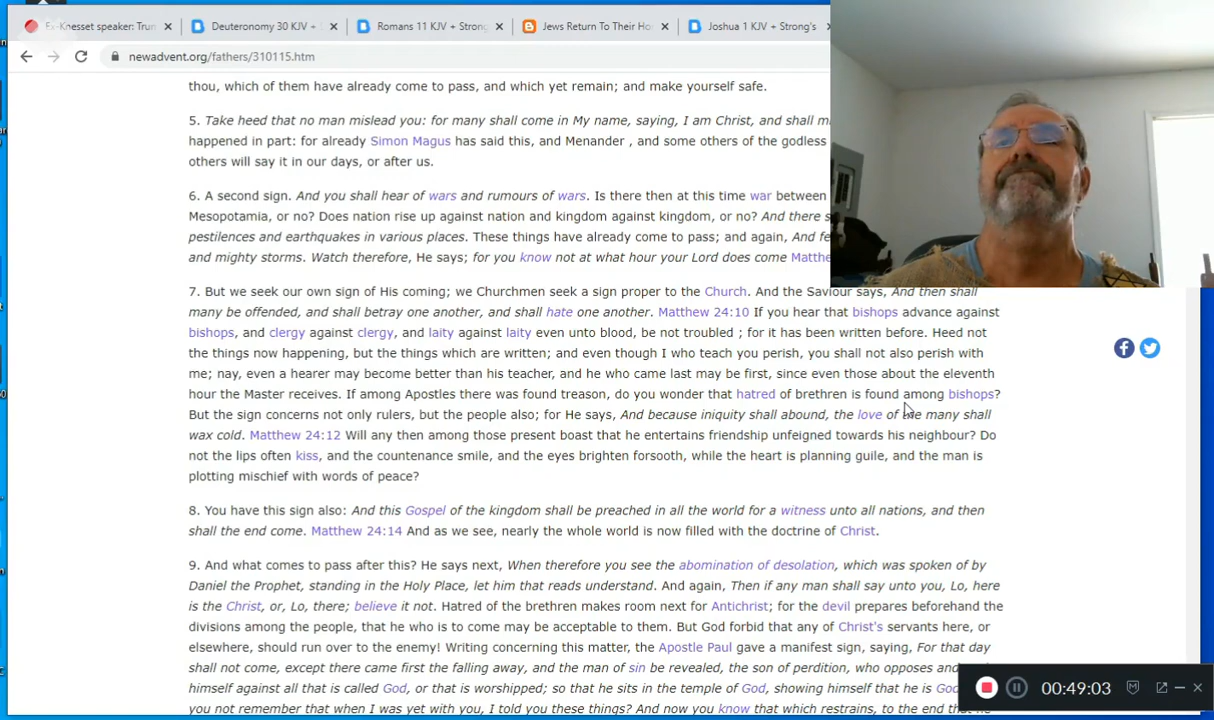 Ex-Knesset speaker: Trun
Deuteronomy 30 KJV +
Romans 11 KJV + Strong
Jews Return To Their Ho
Joshua 1 KJV + Strong's
newadvent.org/fathers/310115.htm
thou, which of them have already come to pass, and which yet remain; and make yourself safe.
5. Take heed that no man mislead you: for many shall come in My name, saying, I am Christ, and shall mi
happened in part: for already Simon Magus has said this, and Menander , and some others of the godless
others will say it in our days, or after us.
6. A second sign. And you shall hear of wars and rumours of wars. Is there then at this time war between
Mesopotamia, or no? Does nation rise up against nation and kingdom against kingdom, or no? And there s
pestilences and earthquakes in various places. These things have already come to pass; and again, And fe
and mighty storms. Watch therefore, He says; for you know not at what hour your Lord does come Matthe
7. But we seek our own sign of His coming; we Churchmen seek a sign proper to the Church. And the Saviour says, And then shall
many be offended, and shall betray one another, and shall hate one another. Matthew 24:10 If you hear that bishops advance against
bishops, and clergy against clergy, and laity against laity even unto blood, be not troubled ; for it has been written before. Heed not
the things now happening, but the things which are written; and even though I who teach you perish, you shall not also perish with
me; nay, even a hearer may become better than his teacher, and he who came last may be first, since even those about the eleventh
hour the Master receives. If among Apostles there was found treason, do you wonder that hatred of brethren is found among bishops?
But the sign concerns not only rulers, but the people also; for He says, And because iniquity shall abound, the love of the many shall
wax cold. Matthew 24:12 Will any then among those present boast that he entertains friendship unfeigned towards his neighbour? Do
not the lips often kiss, and the countenance smile, and the eyes brighten forsooth, while the heart is planning guile, and the man is
plotting mischief with words of peace?
8. You have this sign also: And this Gospel of the kingdom shall be preached in all the world for a witness unto all nations, and then
shall the end come. Matthew 24:14 And as we see, nearly the whole world is now filled with the doctrine of Christ.
9. And what comes to pass after this? He says next, When therefore you see the abomination of desolation, which was spoken of by
Daniel the Prophet, standing in the Holy Place, let him that reads understand. And again, Then if any man shall say unto you, Lo, here
is the Christ, or, Lo, there; believe it not. Hatred of the brethren makes room next for Antichrist; for the devil prepares beforehand the
divisions among the people, that he who is to come may be acceptable to them. But God forbid that any of Christ's servants here, or
elsewhere, should run over to the enemy! Writing concerning this matter, the Apostle Paul gave a manifest sign, saying, For that day
shall not come, except there came first the falling away, and the man of sin be revealed, the son of perdition, who opposes and
himself against all that is called God, or that is worshipped; so that he sits in the temple of God, showing himself that he is Go
you not remember that when I was yet with you, I told you these things? And now you know that which restrains, to the end that he
00:49:03